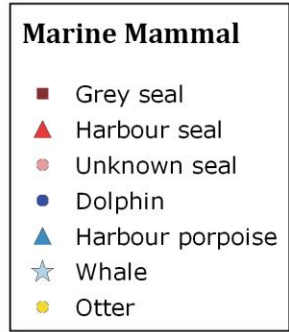 Marine Mammal
Grey seal
Harbour seal
Unknown seal
Dolphin
Harbour porpoise
Whale
Otter